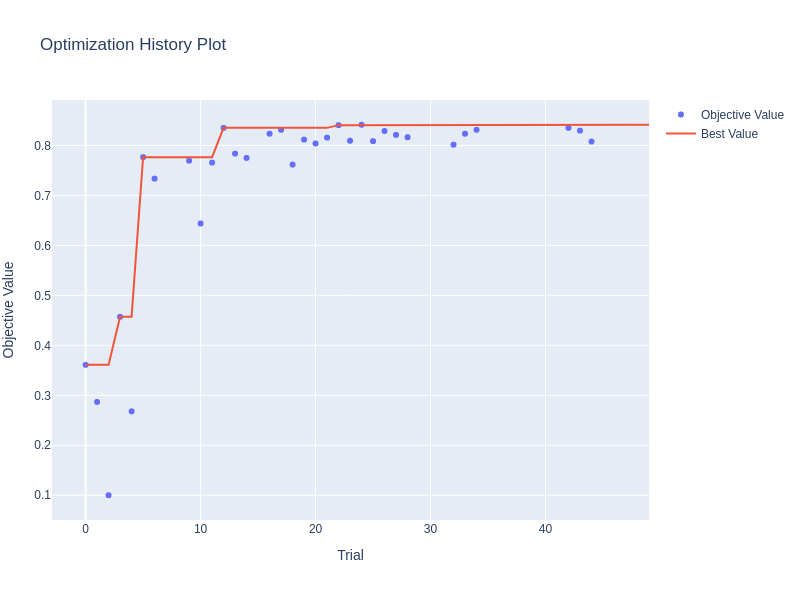 Optimization History Plot
Objective Value
Best Value
0.8
0.7
0.6
0.5
0.4
0.3
0.2
0.1
Objective Value
0
10
20
30
40
Trial